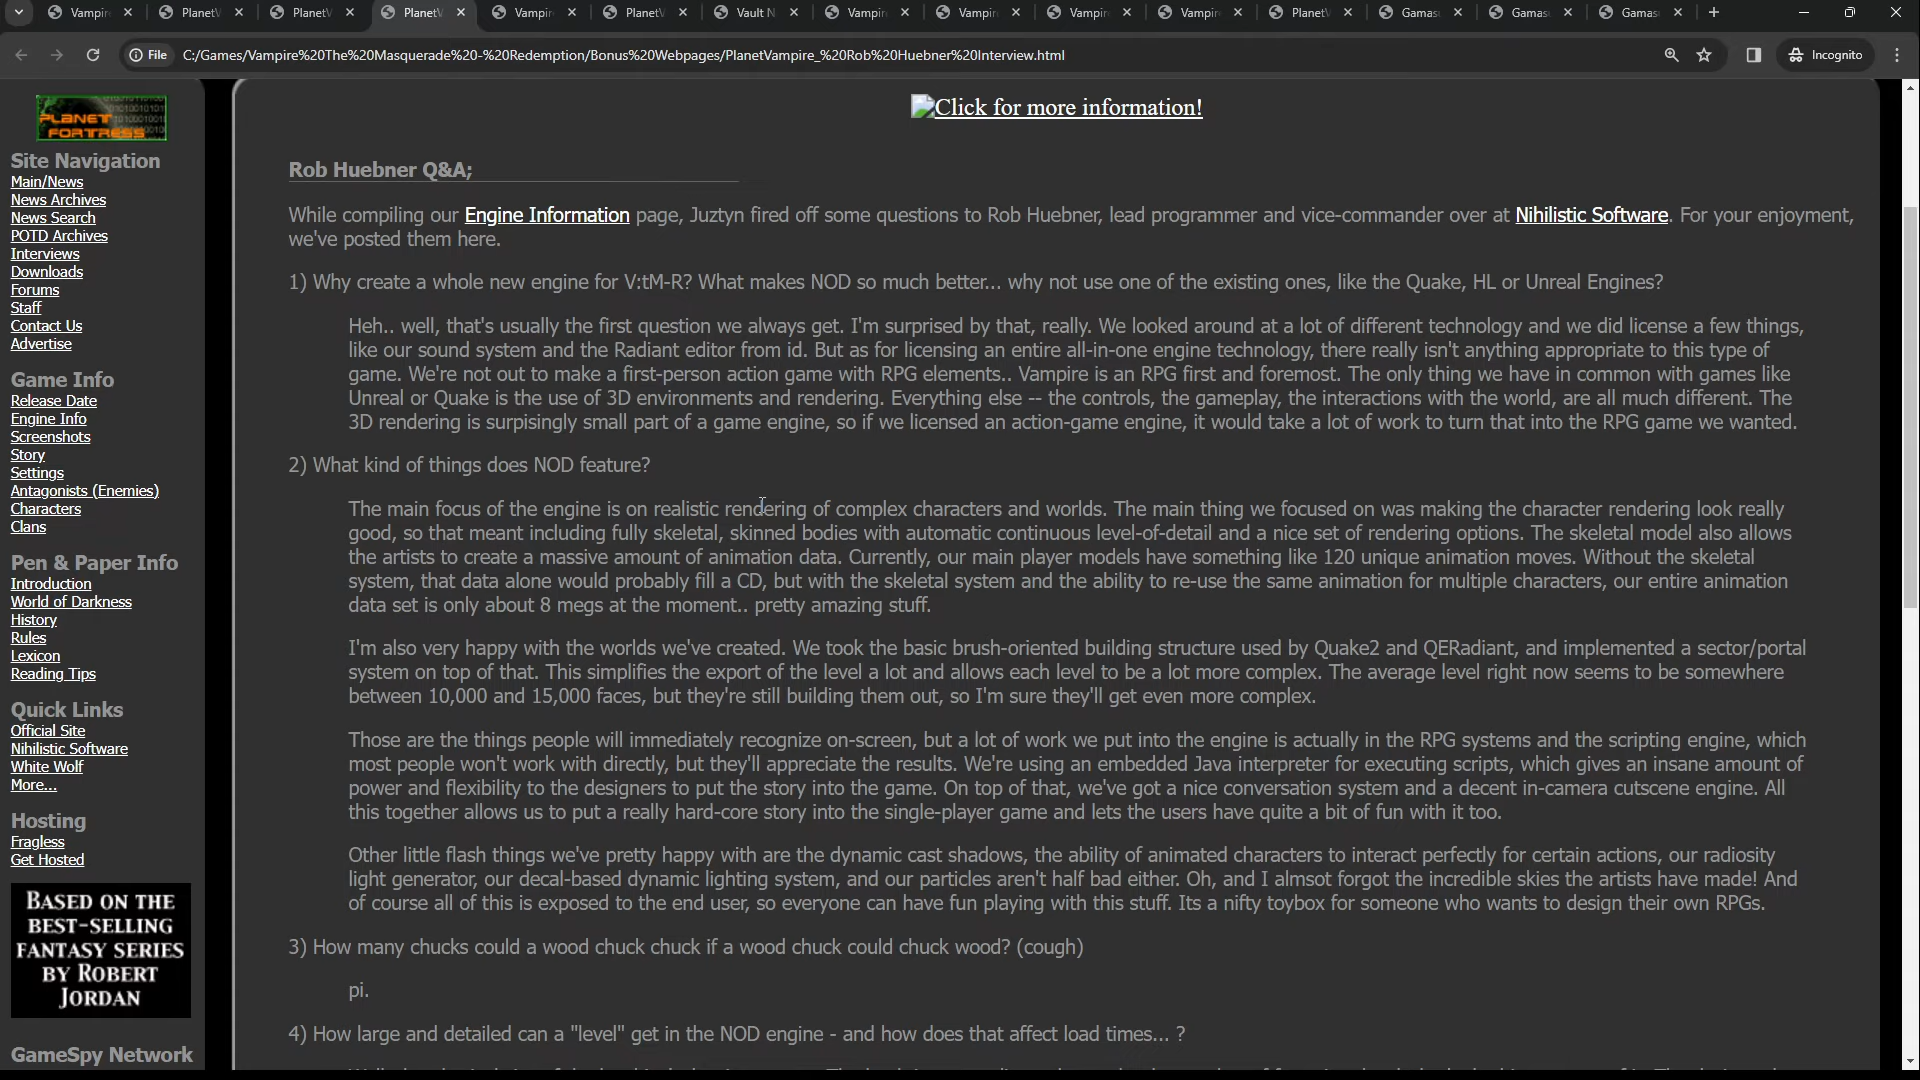 Vampir
PlanetV
PlanetV
PlanetV
Vampir
PlanetV
Vault N
Vampir
Vampir
Vampir
Vampir
PlanetV
Gamas
Gamas
Gamas
File
C:/Games/Vampire%20The%20Masquerade%20-%20Redemption/Bonus%20Webpages/PlanetVampire_%20Rob%20Huebner%20Interview.html
Incognito
PLANET
FORTRESS
Site Navigation
Main/News
News Archives
News Search
POTD Archives
Interviews
Downloads
Forums
Staff
Contact Us
Advertise
Game Info
Release Date
Engine Info
Screenshots
Story
Settings
Antagonists (Enemies)
Characters
Clans
Pen & Paper Info
Introduction
World of Darkness
History
Rules
Lexicon
Reading Tips
Quick Links
Official Site
Nihilistic Software
White Wolf
More...
Hosting
Fragless
Get Hosted
BASED ON THE
BEST-SELLING
FANTASY SERIES
BY ROBERT
JORDAN
GameSpy Network
Click for more information!
Rob Huebner Q&A;
While compiling our Engine Information page, Juztyn fired off some questions to Rob Huebner, lead programmer and vice-commander over at Nihilistic Software. For your enjoyment,
we've posted them here.
1) Why create a whole new engine for V:tM-R? What makes NOD so much better... why not use one of the existing ones, like the Quake, HL or Unreal Engines?
Heh.. well, that's usually the first question we always get. I'm surprised by that, really. We looked around at a lot of different technology and we did license a few things,
like our sound system and the Radiant editor from id. But as for licensing an entire all-in-one engine technology, there really isn't anything appropriate to this type of
game. We're not out to make a first-person action game with RPG elements.. Vampire is an RPG first and foremost. The only thing we have in common with games like
Unreal or Quake is the use of 3D environments and rendering. Everything else -- the controls, the gameplay, the interactions with the world, are all much different. The
3D rendering is surpisingly small part of a game engine, so if we licensed an action-game engine, it would take a lot of work to turn that into the RPG game we wanted.
2) What kind of things does NOD feature?
The main focus of the engine is on realistic rendering of complex characters and worlds. The main thing we focused on was making the character rendering look really
good, so that meant including fully skeletal, skinned bodies with automatic continuous level-of-detail and a nice set of rendering options. The skeletal model also allows
the artists to create a massive amount of animation data. Currently, our main player models have something like 120 unique animation moves. Without the skeletal
system, that data alone would probably fill a CD, but with the skeletal system and the ability to re-use the same animation for multiple characters, our entire animation
data set is only about 8 megs at the moment.. pretty amazing stuff.
I'm also very happy with the worlds we've created. We took the basic brush-oriented building structure used by Quake2 and QERadiant, and implemented a sector/portal
system on top of that. This simplifies the export of the level a lot and allows each level to be a lot more complex. The average level right now seems to be somewhere
between 10,000 and 15,000 faces, but they're still building them out, so I'm sure they'll get even more complex.
Those are the things people will immediately recognize on-screen, but a lot of work we put into the engine is actually in the RPG systems and the scripting engine, which
most people won't work with directly, but they'll appreciate the results. We're using an embedded Java interpreter for executing scripts, which gives an insane amount of
power and flexibility to the designers to put the story into the game. On top of that, we've got a nice conversation system and a decent in-camera cutscene engine. All
this together allows us to put a really hard-core story into the single-player game and lets the users have quite a bit of fun with it too.
Other little flash things we've pretty happy with are the dynamic cast shadows, the ability of animated characters to interact perfectly for certain actions, our radiosity
light generator, our decal-based dynamic lighting system, and our particles aren't half bad either. Oh, and I almsot forgot the incredible skies the artists have made! And
of course all of this is exposed to the end user, so everyone can have fun playing with this stuff. Its a nifty toybox for someone who wants to design their own RPGs.
3) How many chucks could a wood chuck chuck if a wood chuck could chuck wood? (cough)
pi.
4) How large and detailed can a "level" get in the NOD engine - and how does that affect load times... ?